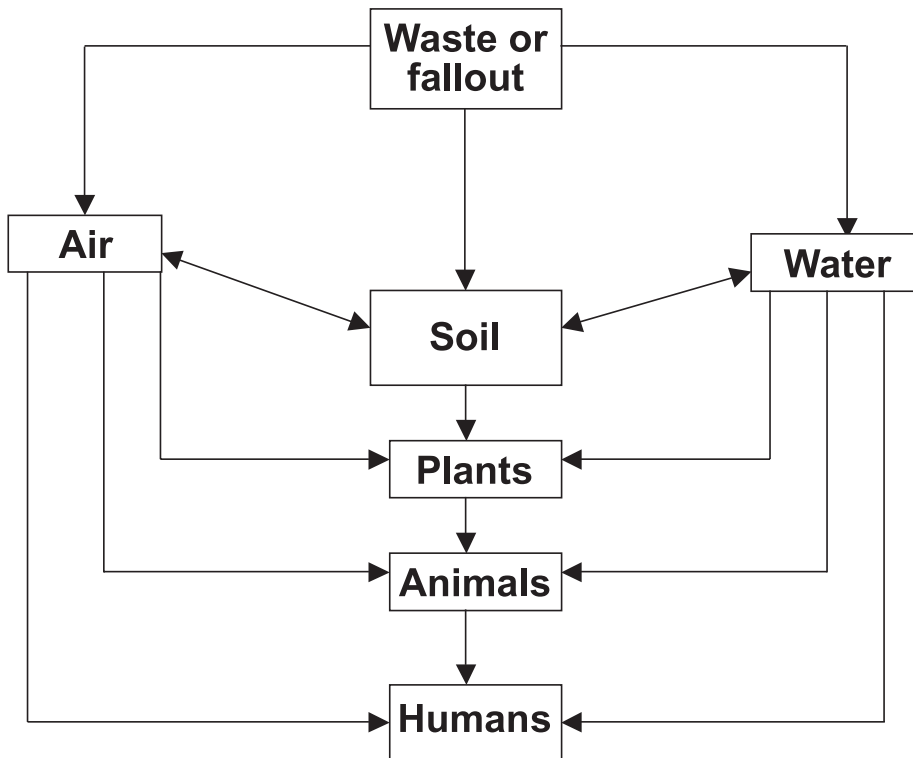 Waste or
fallout
Air
Water
Soil
Plants
Animals
Humans